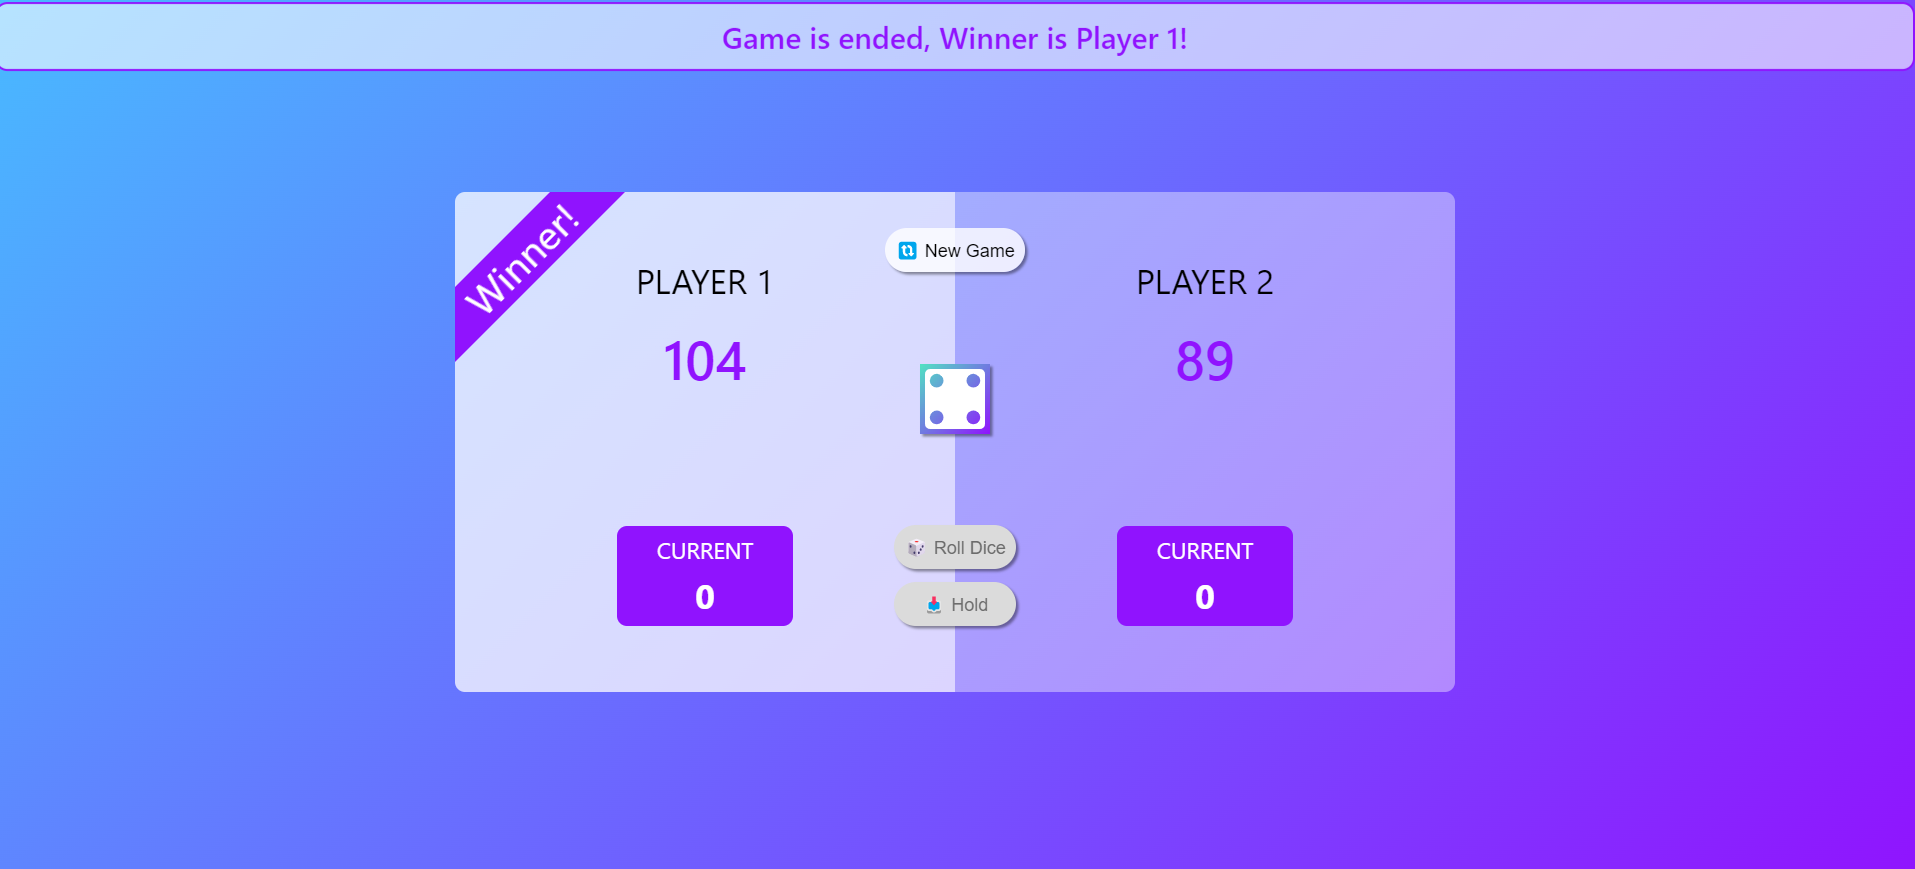 Game is ended, Winner is Player 1!
Winner!
New Game
PLAYER 1
104
PLAYER 2
89
CURRENT
0
Roll Dice
Hold
CURRENT
0